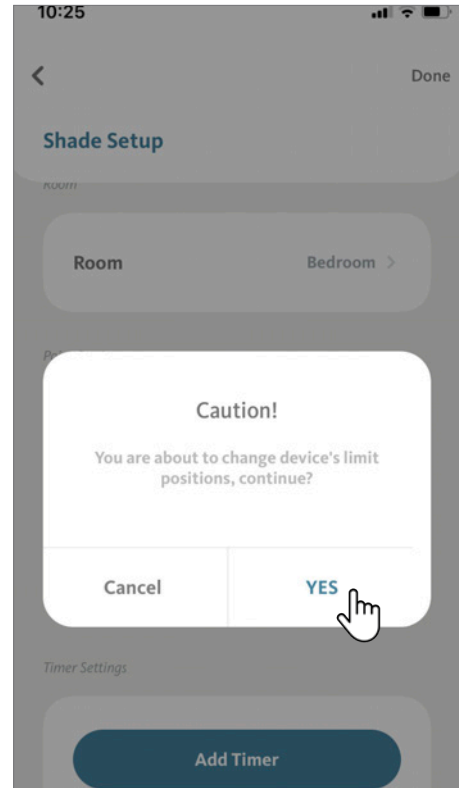 10:25
Done
Shade Setup
Room
Room Bedroom >
Caution!
You are about to change device's limit
positions, continue?
Cancel YES
Timer Settings
Add Timer